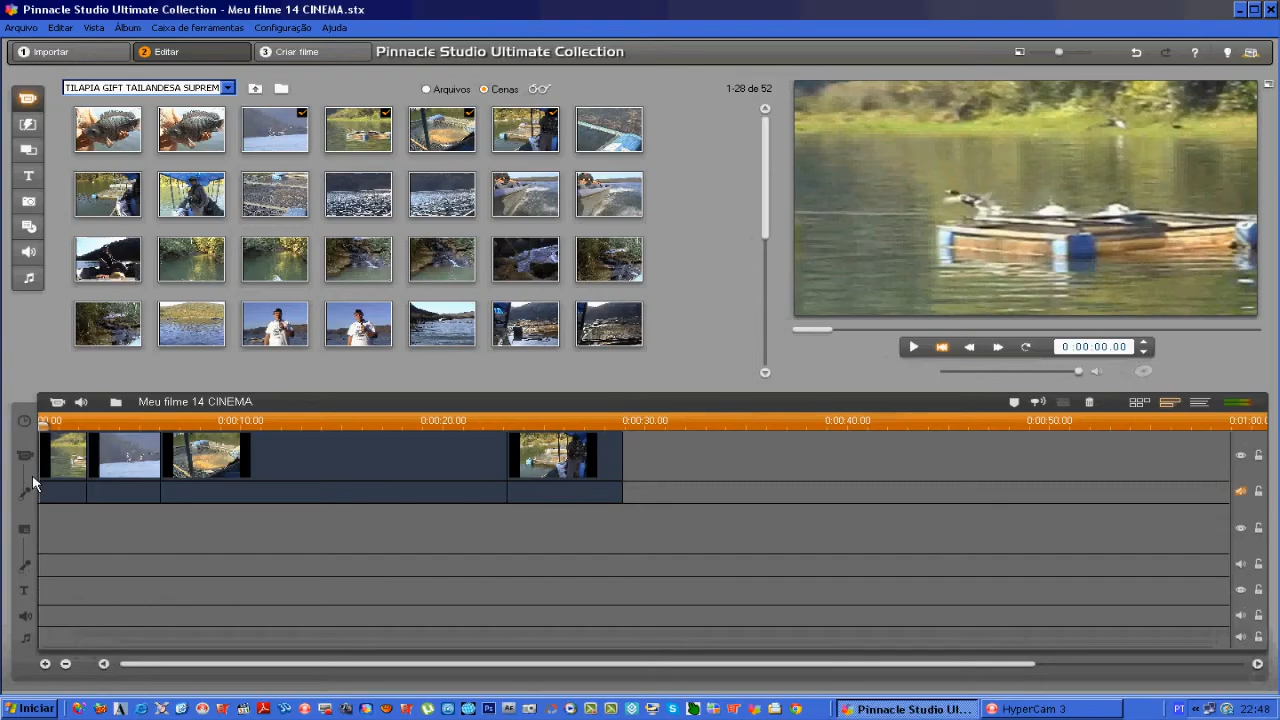 Pinnacle Studio Ultimate Collection - Meu filme 14 CINEMA.stx
Arquivo Editar Vista Álbum Caixa de ferramentas Configuração Ajuda
1 Importar 2 Editar 3 Criar filme Pinnacle Studio Ultimate Collection ?
TILAPIA GIFT TAILANDESA SUPREM Arquivos Cenas 1-28 de 52
T
0:00:00.00
Meu filme 14 CINEMA
00.00 0:00:10.00 0:00:20.00 0:00:30.00 0:00:40.00 0:00:50.00 0:01:00.0
T
Iniciar Pinnacle Studio Ul... HyperCam 3 PT 22:48